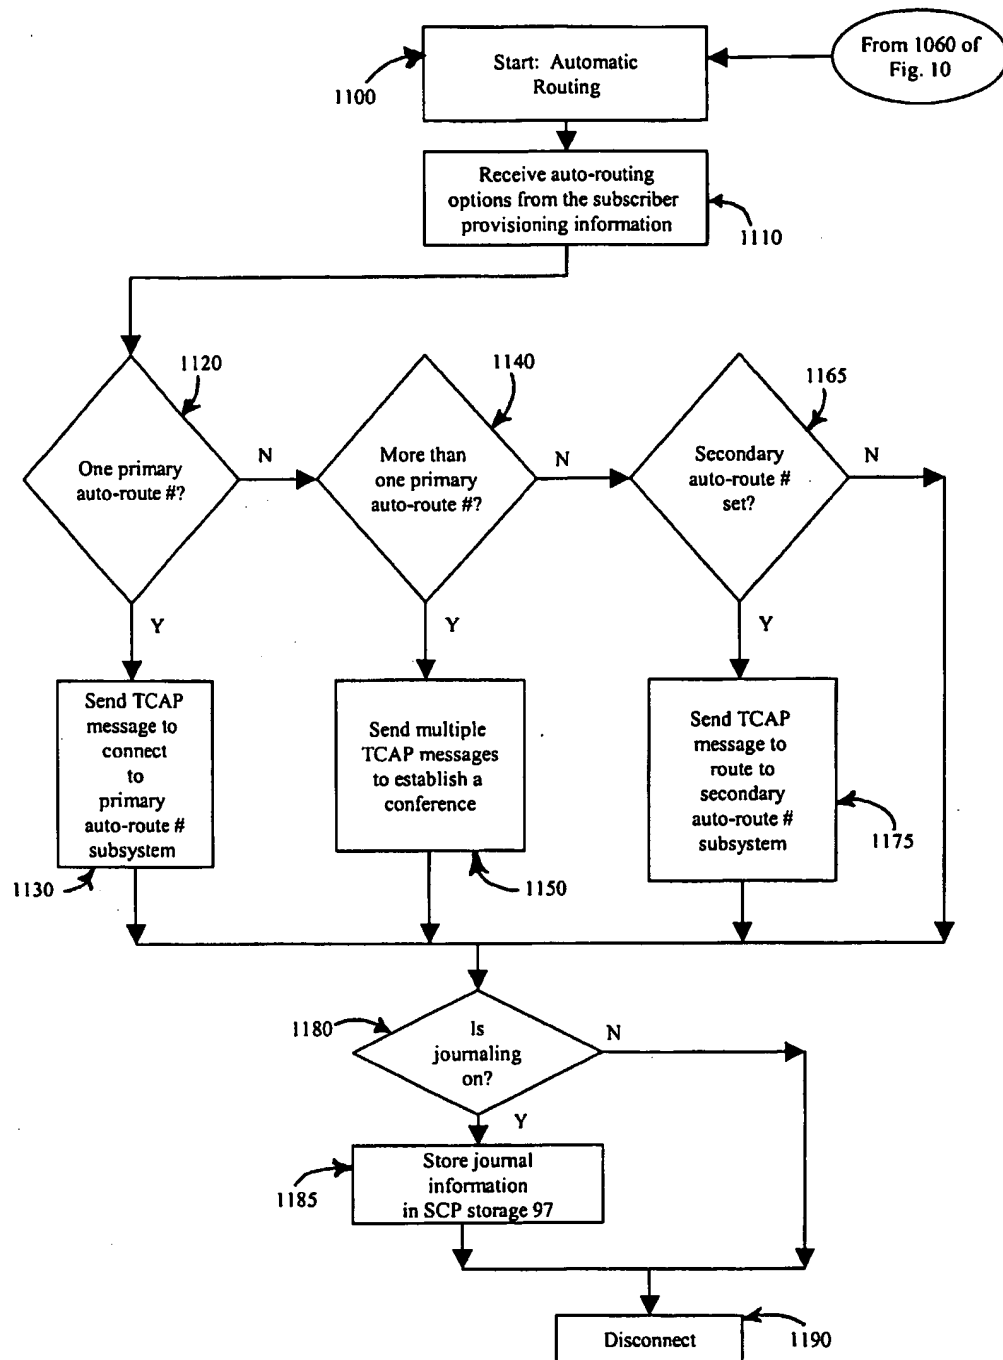 From 1060 of
Fig. 10
Start: Automatic
Routing
1100
Receive auto-routing
options from the subscriber
provisioning information
1110
1120
1140
1165
One primary
auto-route #?
N
More than
one primary
auto-route #?
N
Secondary
auto-route #
set?
N
Y
Y
Y
Send TCAP
message to
connect
to
primary
auto-route #
subsystem
1130
Send multiple
TCAP messages
to establish a
conference
1150
Send TCAP
message to
route to
secondary
auto-route #
subsystem
1175
1180
Is
journaling
on?
N
Y
Store journal
information
in SCP storage 97
1185
Disconnect
1190